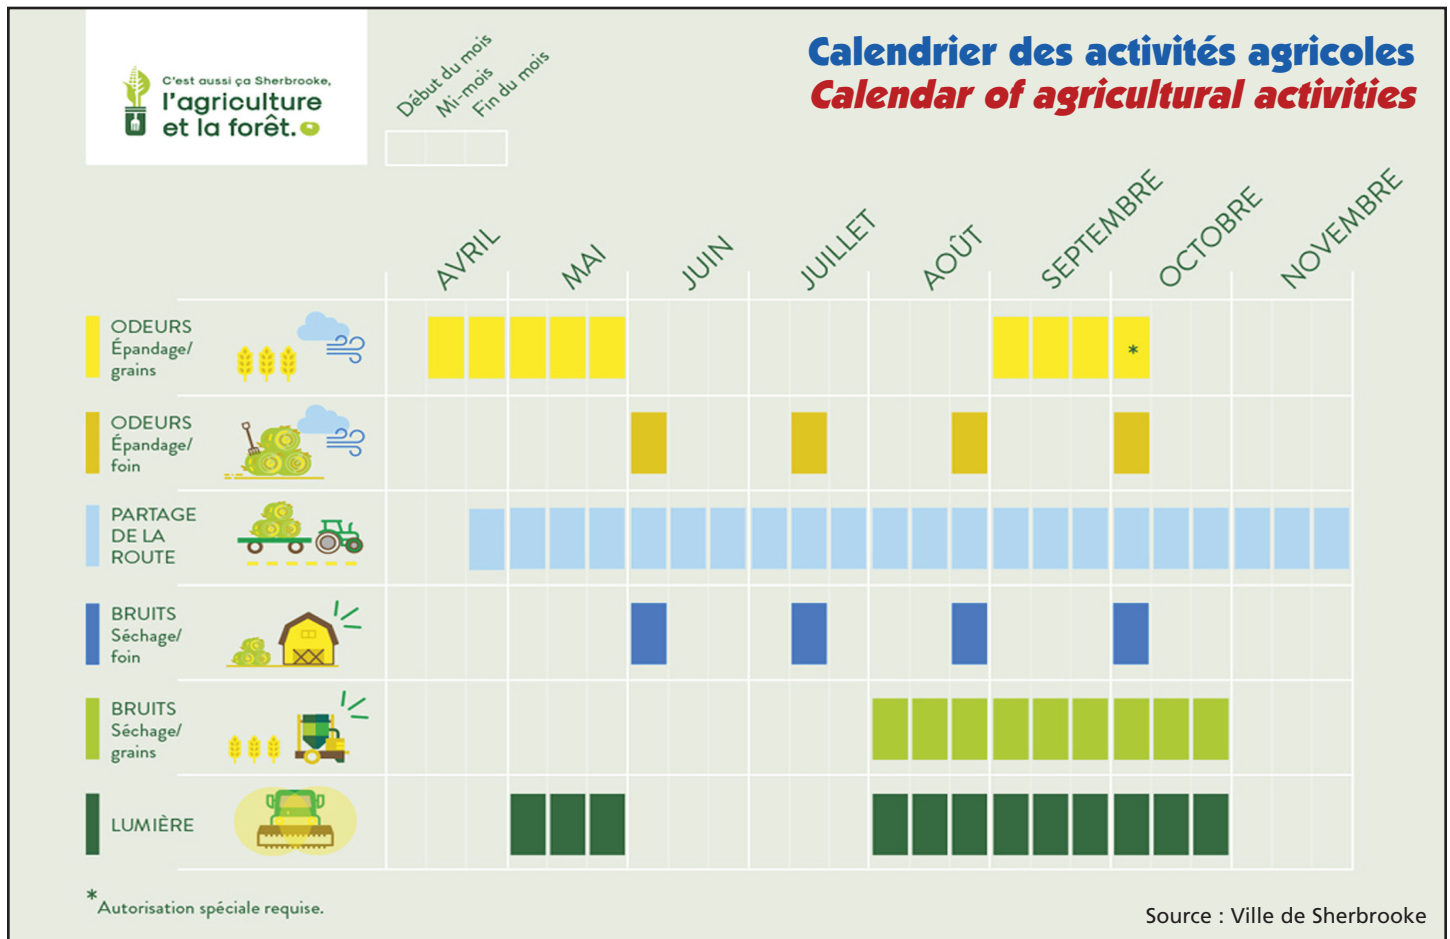 C'est aussi ça Sherbrooke,
l'agriculture
et la forêt.
Début du mois
Mi-mois
Fin du mois
Calendrier des activités agricoles
Calendar of agricultural activities
AVRIL
MAI
JUIN
JUILLET
AOÛT
SEPTEMBRE
OCTOBRE
NOVEMBRE
ODEURS
Épandage/
grains
*
ODEURS
Épandage/
foin
PARTAGE
DE LA
ROUTE
BRUITS
Séchage/
foin
BRUITS
Séchage/
grains
LUMIÈRE
*Autorisation spéciale requise.
Source : Ville de Sherbrooke